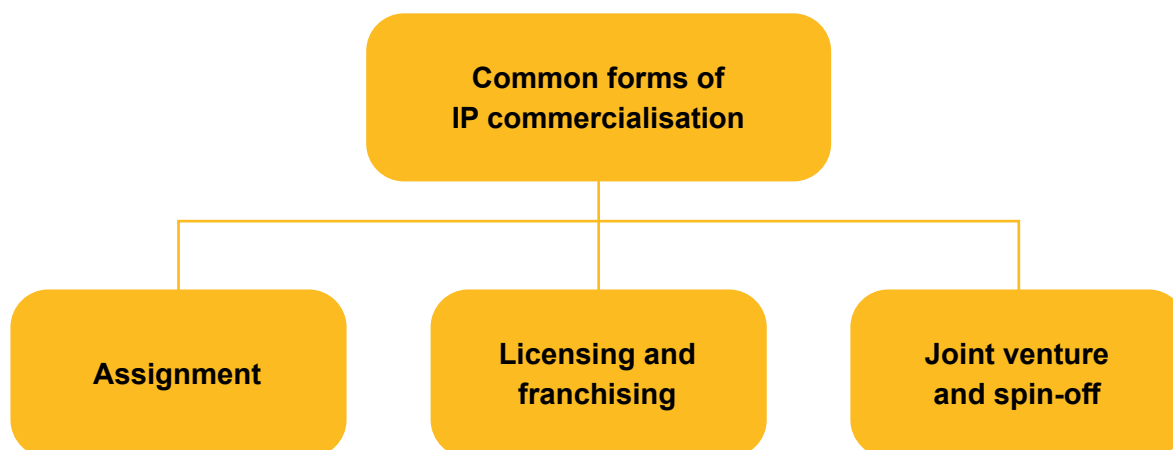 Common forms of
IP commercialisation
Assignment
Licensing and
franchising
Joint venture
and spin-off